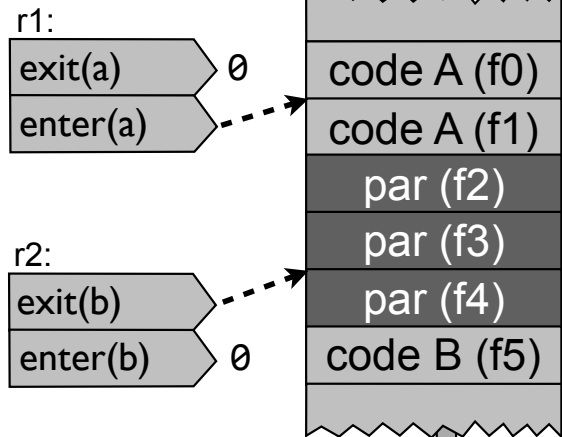 r1:
exit(a) 0
enter(a)
r2:
exit(b)
enter(b) 0
code A (f0)
code A (f1)
par (f2)
par (f3)
par (f4)
code B (f5)